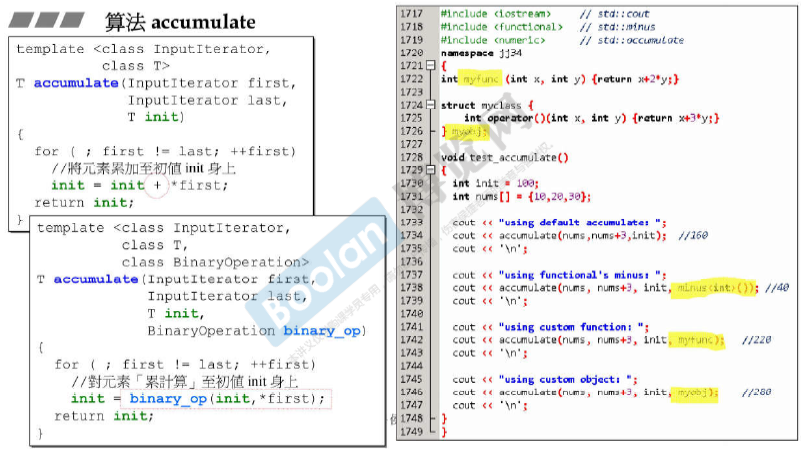 算法 accumulate
template <class InputIterator,
class T>
T accumulate(InputIterator first,
InputIterator last,
T init)
{
for ( ; first != last; ++first)
//將元素累加至初值 init 身上
init = init + *first;
return init;
}
template <class InputIterator,
class T,
class BinaryOperation>
T accumulate(InputIterator first,
InputIterator last,
T init,
BinaryOperation binary_op)
{
for ( ; first != last; ++first)
//對元素「累計算」至初值 init 身上
init = binary_op(init,*first);
return init;
}
1717 #include <iostream> // std::cout
1718 #include <functional> // std::minus
1719 #include <numeric> // std::accumulate
1720 namespace jj34
1721 {
1722 int myfunc (int x, int y) {return x+2*y;}
1723
1724 struct myclass {
1725 int operator()(int x, int y) {return x+3*y;}
1726 } myobj;
1727
1728 void test_accumulate()
1729 {
1730 int init = 100;
1731 int nums[] = {10,20,30};
1732
1733 cout << "using default accumulate: ";
1734 cout << accumulate(nums,nums+3,init); //160
1735 cout << '\n';
1736
1737 cout << "using functional's minus: ";
1738 cout << accumulate(nums, nums+3, init, minus<int>()); //40
1739 cout << '\n';
1740
1741 cout << "using custom function: ";
1742 cout << accumulate(nums, nums+3, init, myfunc); //220
1743 cout << '\n';
1744
1745 cout << "using custom object: ";
1746 cout << accumulate(nums, nums+3, init, myobj); //280
1747 cout << '\n';
1748 }
1749 }
Boolan
博览网